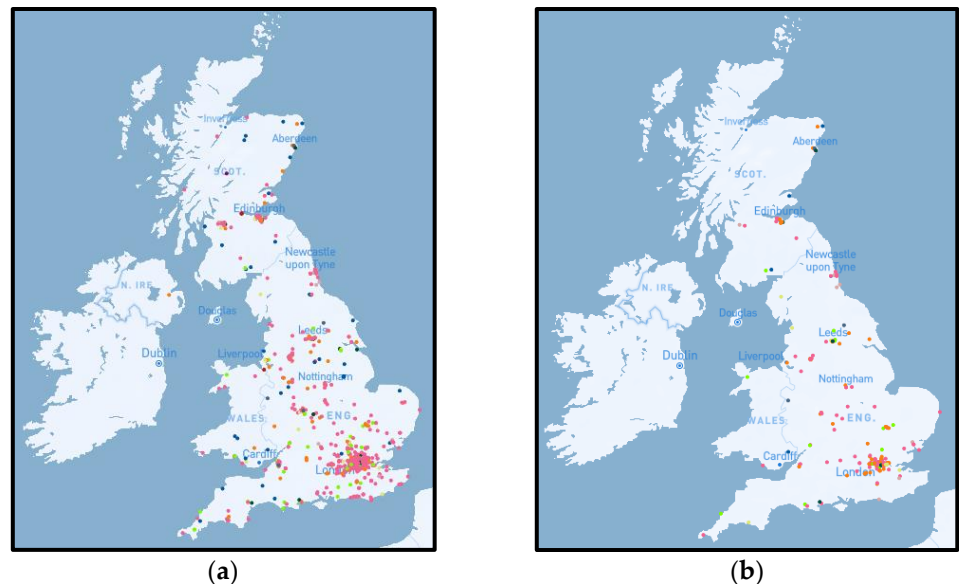 Inverness
Aberdeen
SCOT.
Edinburgh
Newcastle
upon Tyne
N. IRE
Douglas
Leeds
Dublin
Liverpool
Nottingham
WALES
ENG.
Cardiff
London
(a)
Inverness
Aberdeen
SCOT.
Edinburgh
Newcastle
upon Tyne
N. IRE.
Douglas
Leeds
Dublin
Liverpool
Nottingham
WALES
ENG.
Cardiff
London
(b)